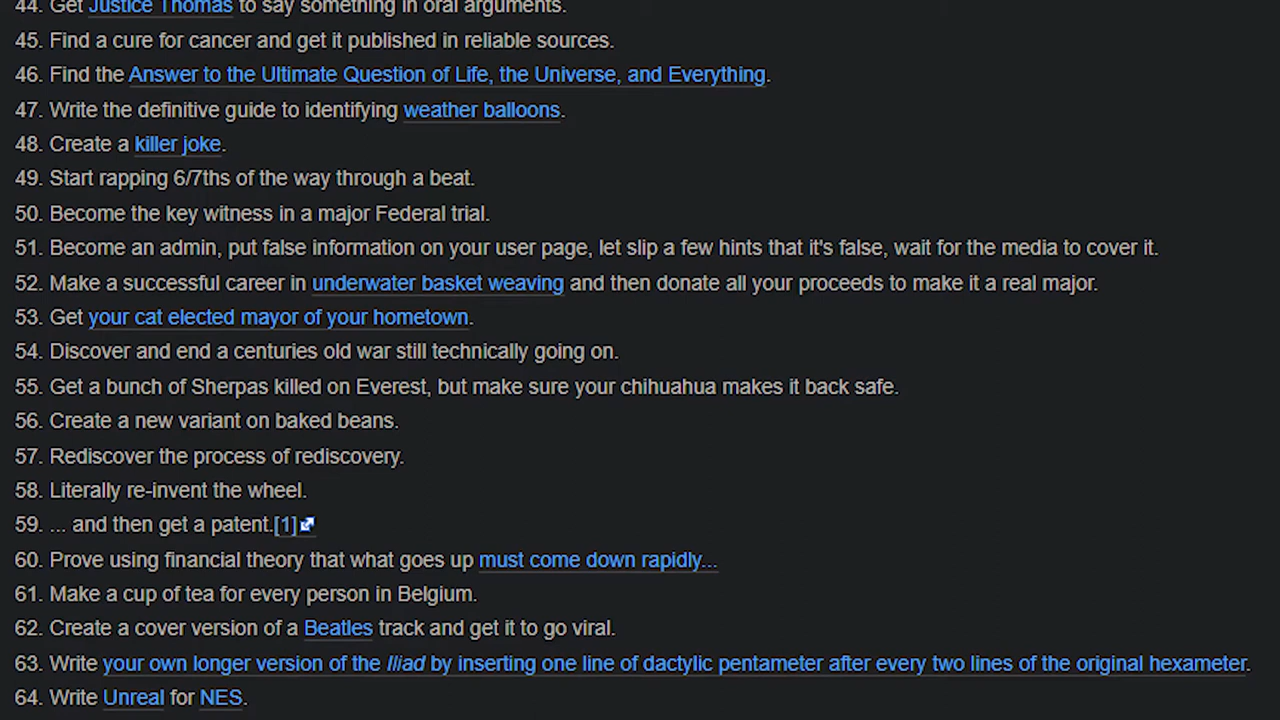 44. Get Justice Thomas to say something in oral arguments.
45. Find a cure for cancer and get it published in reliable sources.
46. Find the Answer to the Ultimate Question of Life, the Universe, and Everything.
47. Write the definitive guide to identifying weather balloons.
48. Create a killer joke.
49. Start rapping 6/7ths of the way through a beat.
50. Become the key witness in a major Federal trial.
51. Become an admin, put false information on your user page, let slip a few hints that it's false, wait for the media to cover it.
52. Make a successful career in underwater basket weaving and then donate all your proceeds to make it a real major.
53. Get your cat elected mayor of your hometown.
54. Discover and end a centuries old war still technically going on.
55. Get a bunch of Sherpas killed on Everest, but make sure your chihuahua makes it back safe.
56. Create a new variant on baked beans.
57. Rediscover the process of rediscovery.
58. Literally re-invent the wheel.
59. ... and then get a patent.[1]
60. Prove using financial theory that what goes up must come down rapidly...
61. Make a cup of tea for every person in Belgium.
62. Create a cover version of a Beatles track and get it to go viral.
63. Write your own longer version of the Iliad by inserting one line of dactylic pentameter after every two lines of the original hexameter.
64. Write Unreal for NES.